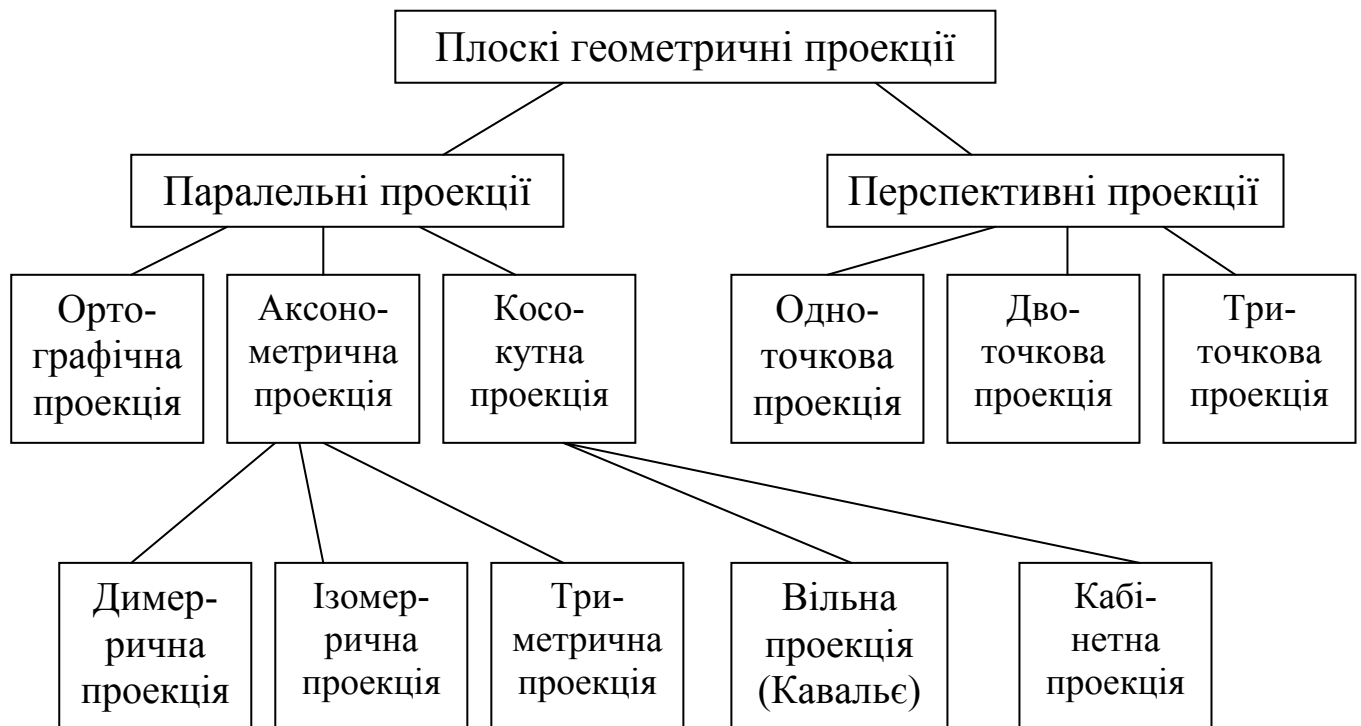 Плоскі геометричні проекції
Паралельні проекції
Перспективні проекції
Орто-
графічна
проекція
Аксоно-
метрична
проекція
Косо-
кутна
проекція
Одно-
точкова
проекція
Дво-
точкова
проекція
Три-
точкова
проекція
Димер-
рична
проекція
Ізомер-
рична
проекція
Три-
метрична
проекція
Вільна
проекція
(Кавальє)
Кабі-
нетна
проекція